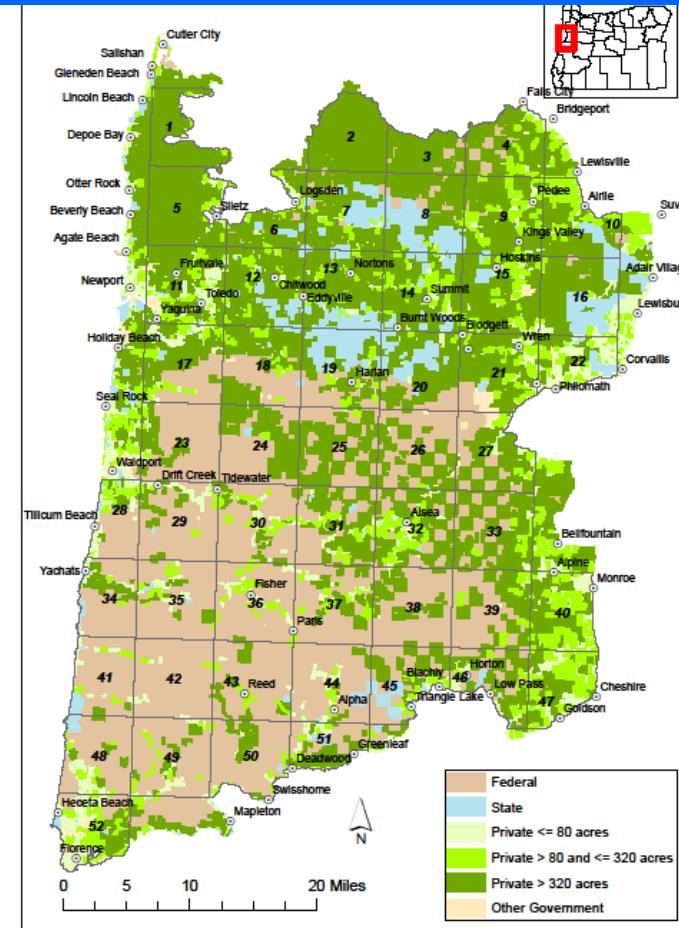 Cutler City
Salishan
Gleneden Beach
Lincoln Beach
Falls City
Bridgeport
1
Depoe Bay
2
3
4
Lewisville
Otter Rock
Logsden
Pedee
Airlie
Beverly Beach
5
Siletz
7
8
9
10
6
Kings Valley
Agate Beach
Hoskins
Fruitvale
12
13
Nortons
15
Adair Villag
Newport
11
Chitwood
Eddyville
14
Summit
16
Toledo
Lewisbu
Yaquina
Burnt Woods
Blodgett
Holiday Beach
Wren
17
18
19
22
Corvallis
Harlan
20
21
Philomath
Seal Rock
23
24
25
26
27
Waldport
Drift Creek
Tidewater
28
29
30
31
Alsea
32
33
Tillicum Beach
Bellfountain
Yachats
Alpine
Fisher
Monroe
34
35
36
37
38
39
40
Paris
41
42
43
Reed
44
45
Blachly
46
Horton
Low Pass
Cheshire
Alpha
Triangle Lake
47
Goldson
48
49
50
51
Greenleaf
Deadwood
Swisshome
Heceta Beach
Mapleton
52
Florence
N
0 5 10 20 Miles
Federal
State
Private <= 80 acres
Private > 80 and <= 320 acres
Private > 320 acres
Other Government